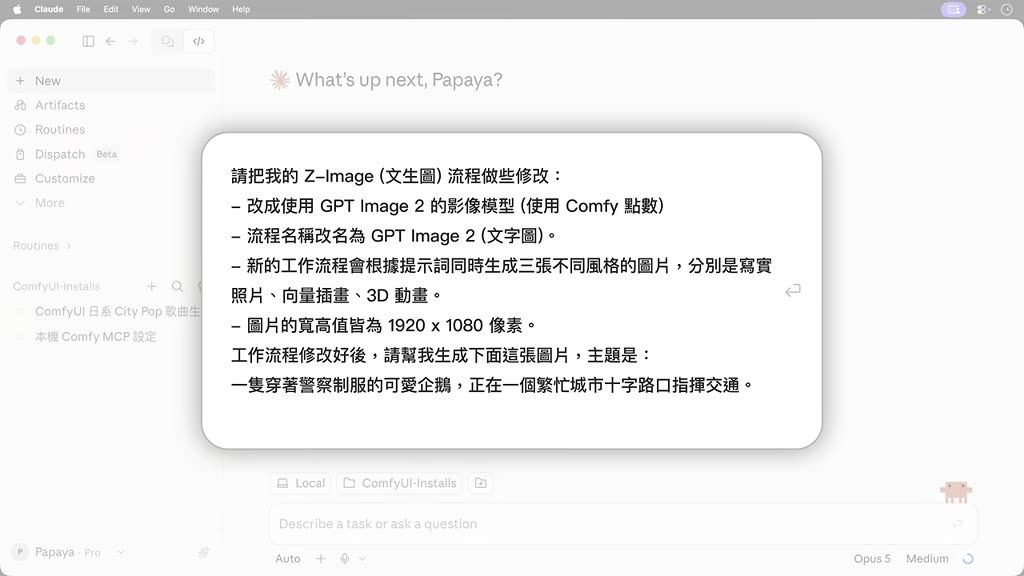 Claude File Edit View Go Window Help
What's up next, Papaya?
New
Artifacts
Routines
Dispatch Beta
Customize
More
Routines
ComfyUI-Installs
ComfyUI 日系 City Pop 歌曲生
本機 Comfy MCP 設定
請把我的 Z-Image (文生圖) 流程做些修改：
- 改成使用 GPT Image 2 的影像模型 (使用 Comfy 點數)
- 流程名稱改名為 GPT Image 2 (文字圖)。
- 新的工作流程會根據提示詞同時生成三張不同風格的圖片，分別是寫實
照片、向量插畫、3D 動畫。
- 圖片的寬高值皆為 1920 x 1080 像素。
工作流程修改好後，請幫我生成下面這張圖片，主題是：
一隻穿著警察制服的可愛企鵝，正在一個繁忙城市十字路口指揮交通。
Local ComfyUI-Installs
Describe a task or ask a question
Auto
Opus 5 Medium
P Papaya · Pro